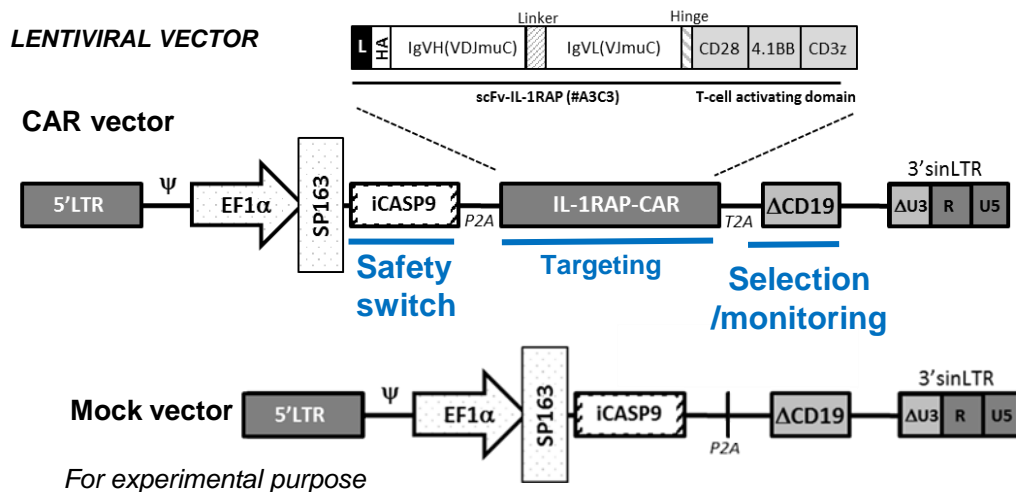 LENTIVIRAL VECTOR
Linker
Hinge
L
HA
IgVH(VDJmuC)
IgVL(VJmuC)
CD28
4.1BB
CD3z
scFv-IL-1RAP (#A3C3)
T-cell activating domain
CAR vector
5'LTR
Ψ
EF1α
SP163
iCASP9
P2A
IL-1RAP-CAR
T2A
ΔCD19
3'sinLTR
ΔU3
R
U5
Safety
switch
Targeting
Selection
/monitoring
Mock vector
5'LTR
Ψ
EF1α
SP163
iCASP9
P2A
ΔCD19
3'sinLTR
ΔU3
R
U5
For experimental purpose